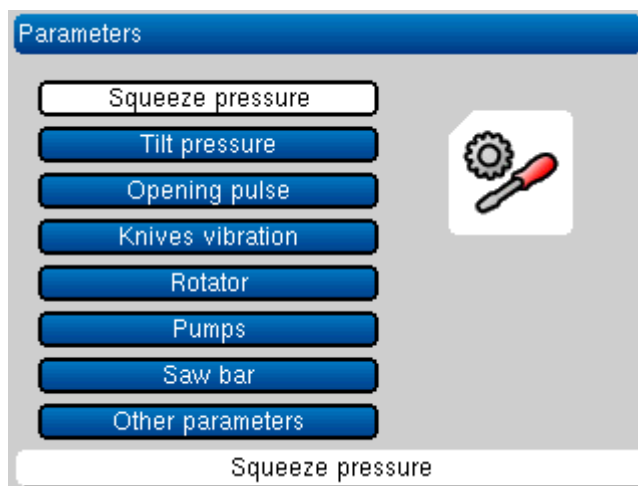 Parameters
Squeeze pressure
Tilt pressure
Opening pulse
Knives vibration
Rotator
Pumps
Saw bar
Other parameters
Squeeze pressure